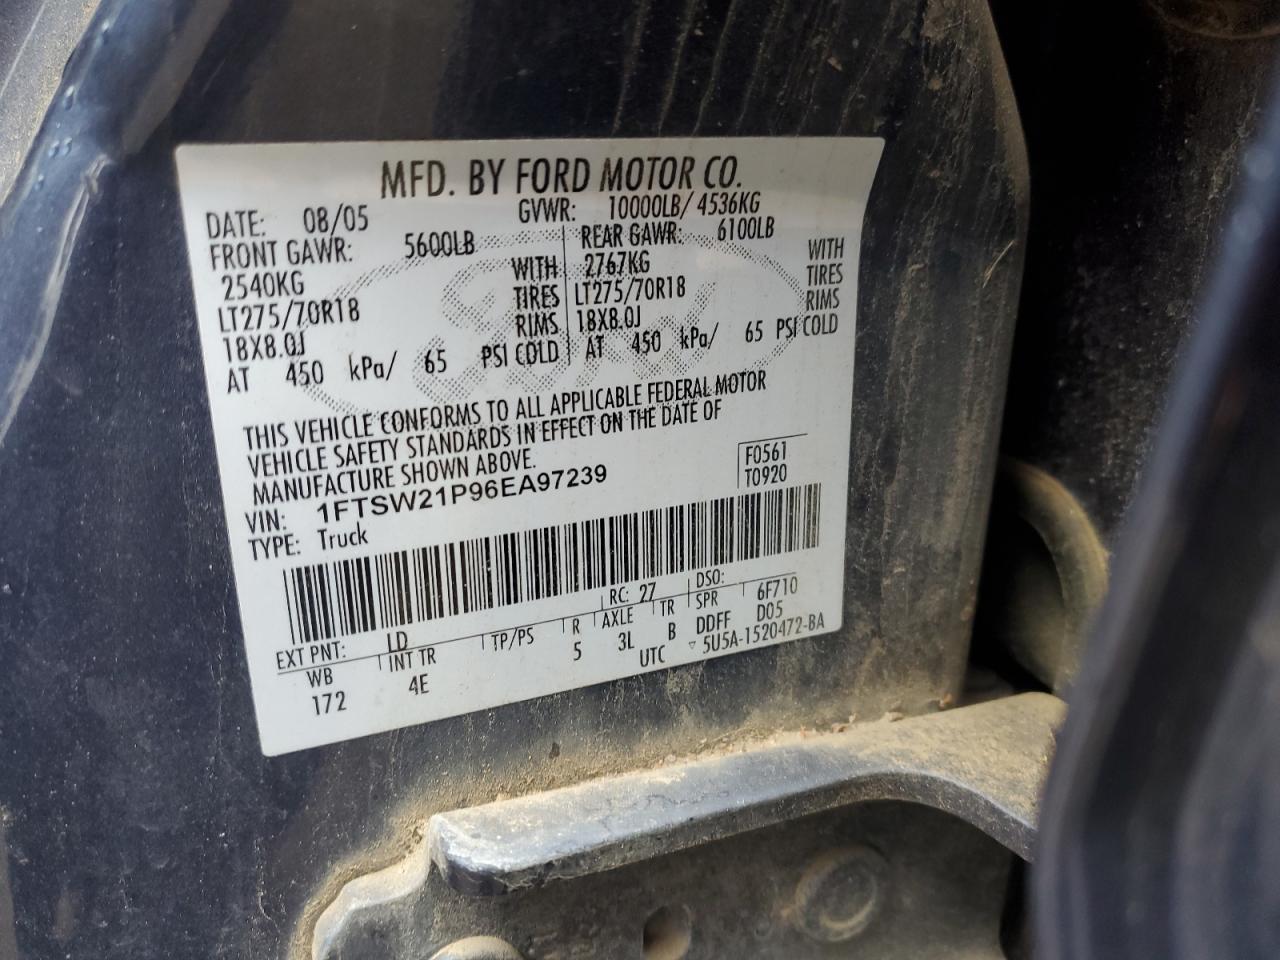 MFD. BY FORD MOTOR CO.
DATE: 08/05 GVWR: 10000LB/ 4536KG
FRONT GAWR: 5600LB REAR GAWR: 6100LB
2540KG WITH 2767KG WITH
LT275/70R18 TIRES LT275/70R18 TIRES
18X8.0J RIMS 18X8.0J RIMS
AT 450 kPa/ 65 PSI COLD AT 450 kPa/ 65 PSI COLD
THIS VEHICLE CONFORMS TO ALL APPLICABLE FEDERAL MOTOR
VEHICLE SAFETY STANDARDS IN EFFECT ON THE DATE OF
MANUFACTURE SHOWN ABOVE.
F0561
VIN: 1FTSW21P96EA97239 T0920
TYPE: Truck
EXT PNT: LD RC: 27 DSO: 6F710
WB INT TR TP/PS R AXLE TR SPR D05
172 4E 5 3L B DDFF
UTC ▽ 5U5A-1520472-BA